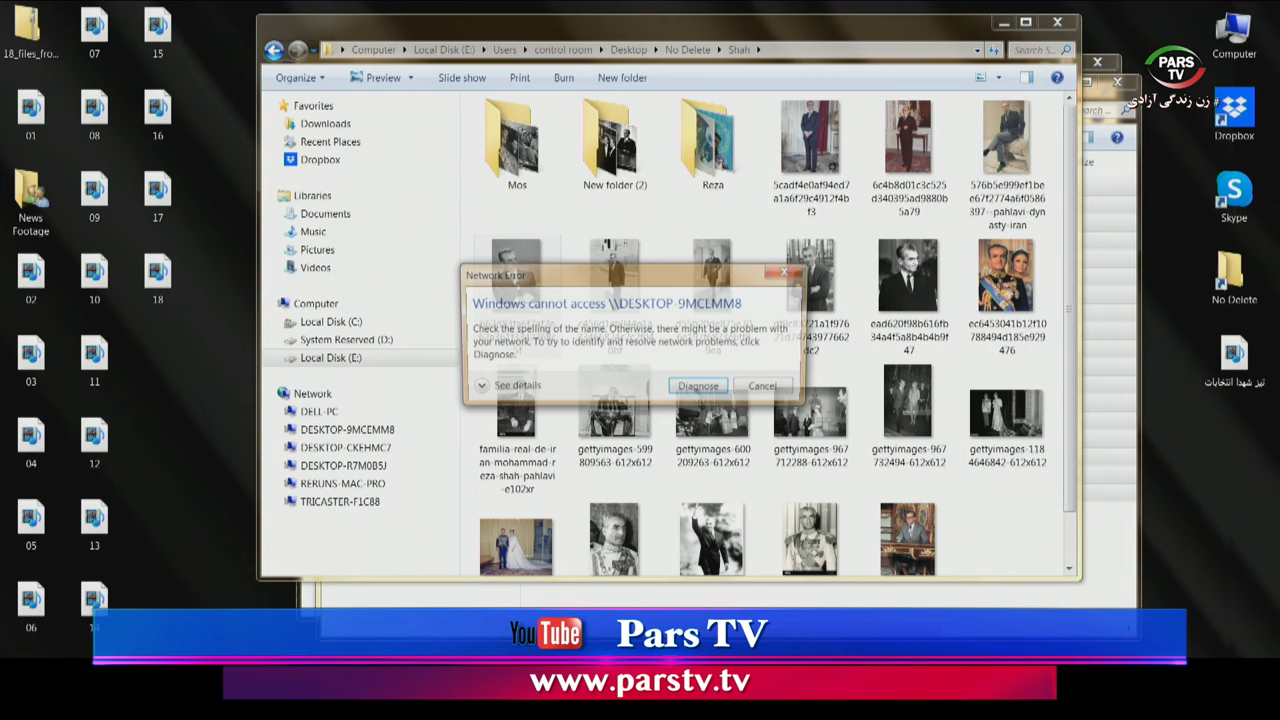 18_files_fro...
07
15
01
08
16
News
Footage
09
17
02
10
18
03
11
04
12
05
13
06
Computer
Local Disk (E:)
Users
control room
Desktop
No Delete
Shah
Search S...
Organize
Preview
Slide show
Print
Burn
New folder
Favorites
Downloads
Recent Places
Dropbox
Libraries
Documents
Music
Pictures
Videos
Computer
Local Disk (C:)
System Reserved (D:)
Local Disk (E:)
Network
DELL-PC
DESKTOP-9MCEMM8
DESKTOP-CKEHMC7
DESKTOP-R7M0B5J
RERUNS-MAC-PRO
TRICASTER-F1C88
Mos
New folder (2)
Reza
5cadf4e0af94ed7
a1a6f29c4912f4b
f3
6c4b8d01c3c525
d340395ad9880b
5a79
576b5e999ef1be
e67f2774a6f0586
397--pahlavi-dyn
asty-iran
ead620f98b616fb
34a4f5a8b4b4b9f
47
ec6453041b12f10
788494d185e929
476
Network Error
Windows cannot access \\DESKTOP-9MCEMM8
Check the spelling of the name. Otherwise, there might be a problem with
your network. To try to identify and resolve network problems, click
Diagnose.
See details
Diagnose
Cancel
familia-real-de-ir
an-mohammad-r
eza-shah-pahlavi
-e102xr
gettyimages-599
809563-612x612
gettyimages-600
209263-612x612
gettyimages-967
712288-612x612
gettyimages-967
732494-612x612
gettyimages-118
4646842-612x612
PARS
TV
# زن زندگی آزادی
Computer
Dropbox
Skype
No Delete
تیز شهدا انتخابات
YouTube Pars TV
www.parstv.tv